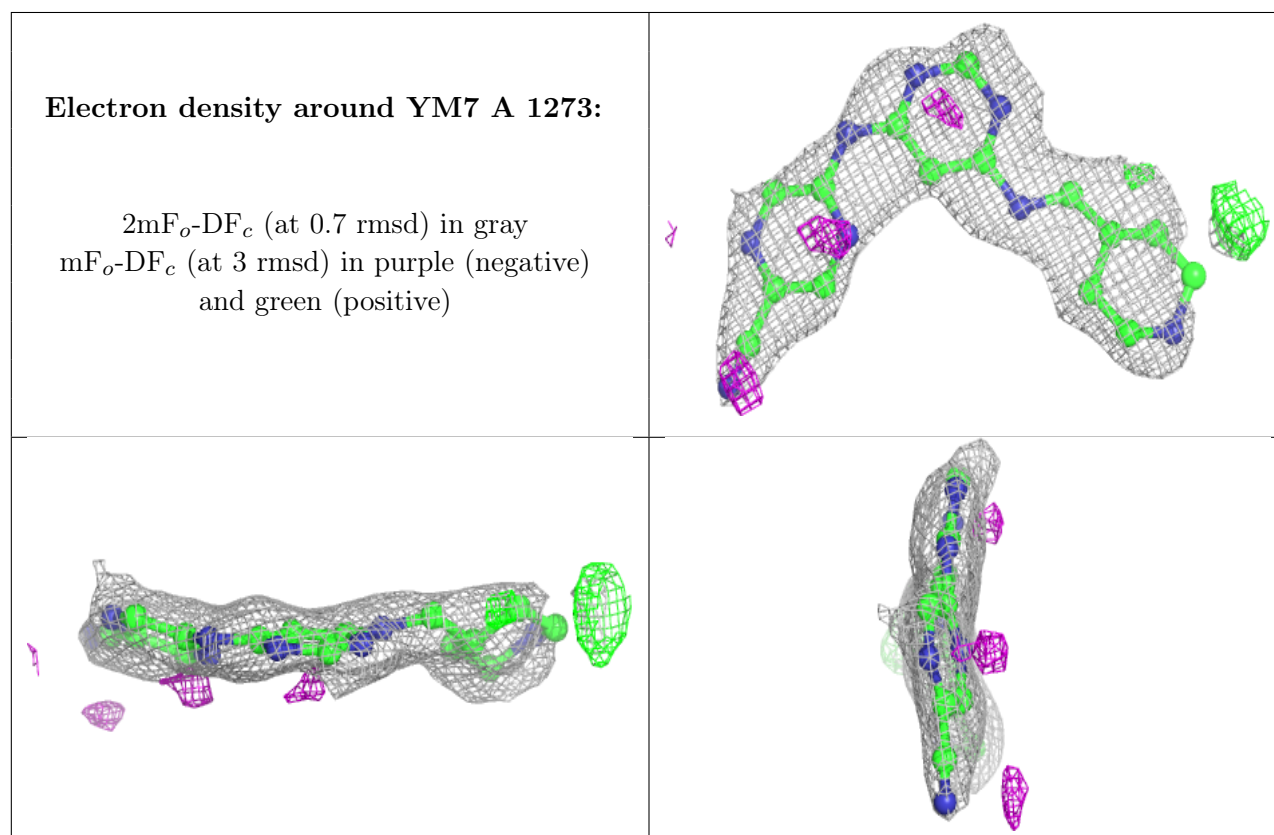 Electron density around YM7 A 1273:
2mFo-DFc (at 0.7 rmsd) in gray
mFo-DFc (at 3 rmsd) in purple (negative)
and green (positive)